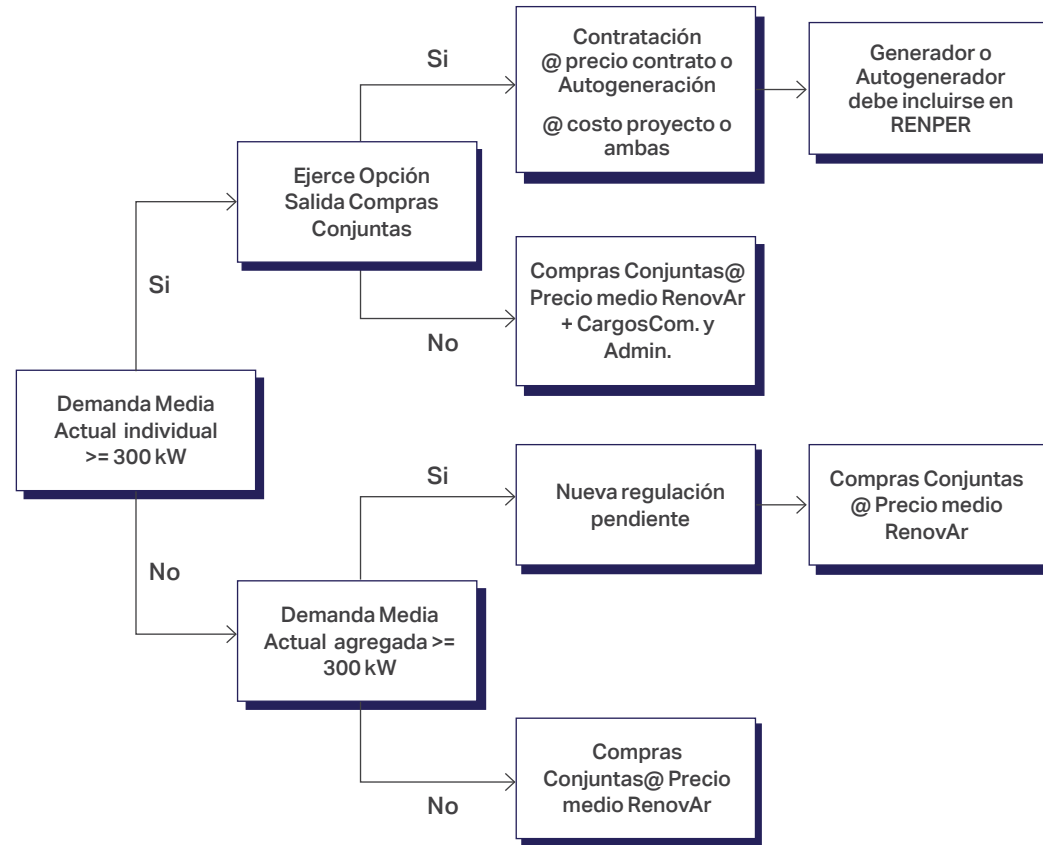 Si
Contratación
@ precio contrato o
Autogeneración
@ costo proyecto o
ambas
Generador o
Autogenerador
debe incluirse en
RENPER
Ejerce Opción
Salida Compras
Conjuntas
Si
No
Compras Conjuntas@
Precio medio RenovAr
+ CargosCom. y
Admin.
Demanda Media
Actual individual
>= 300 kW
No
Si
Nueva regulación
pendiente
Compras Conjuntas
@ Precio medio
RenovAr
Demanda Media
Actual agregada >=
300 kW
No
Compras
Conjuntas@ Precio
medio RenovAr